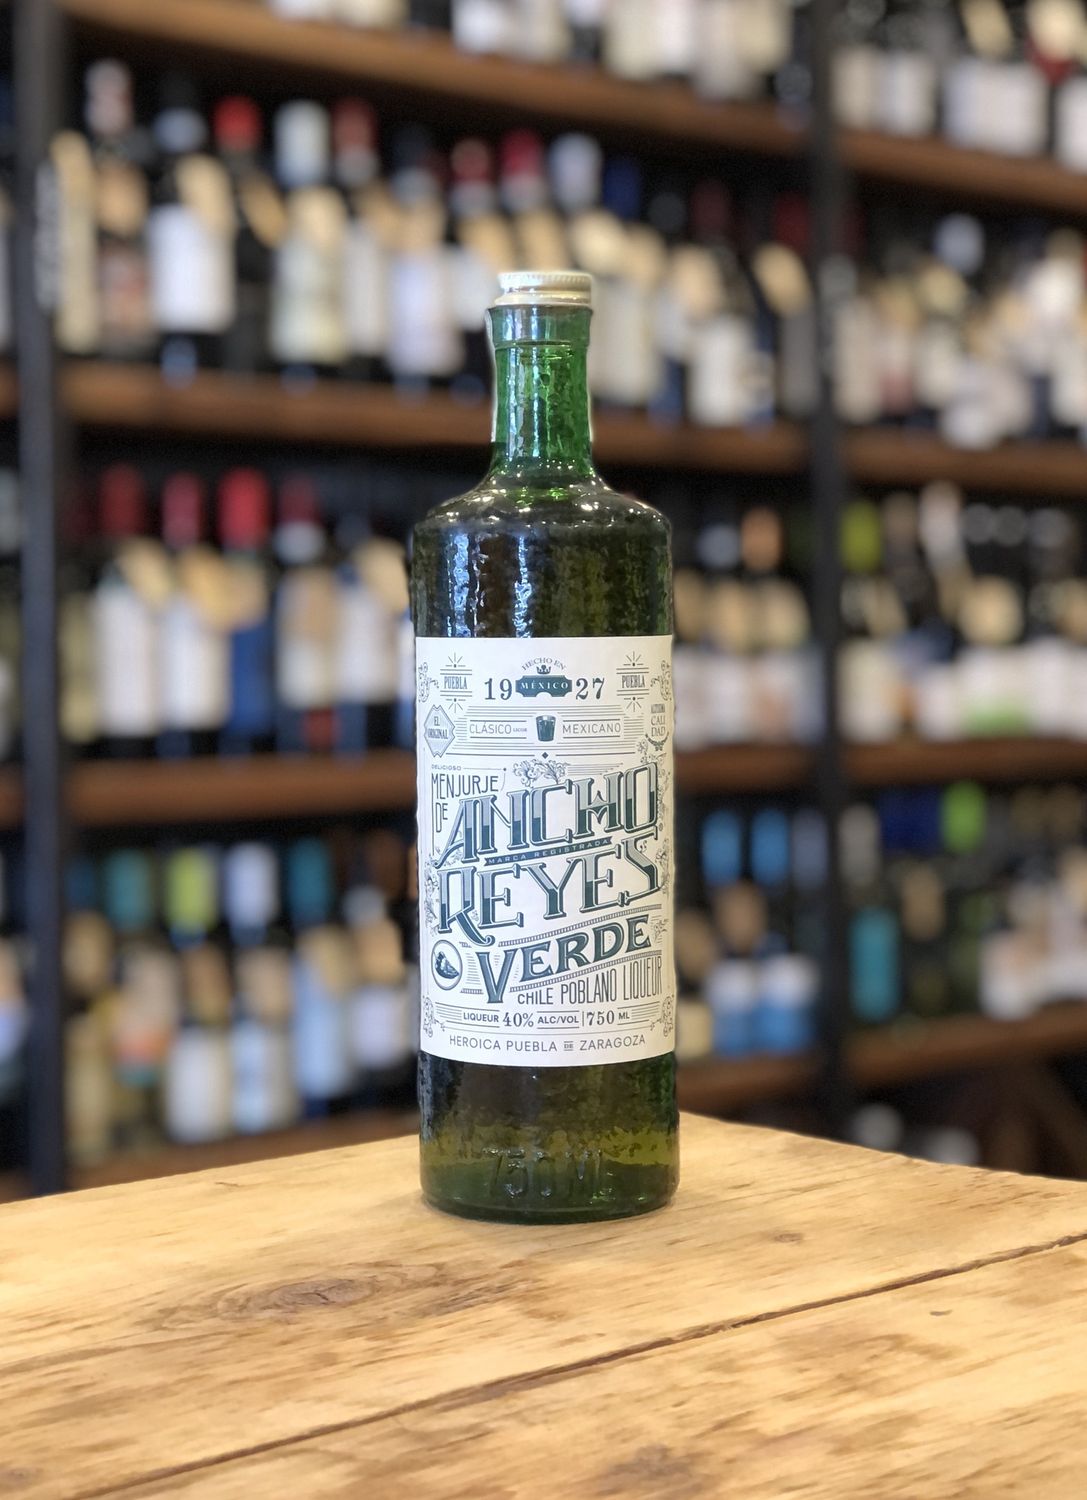 HECHO EN
PUEBLA 19 MÉXICO 27 PUEBLA
EL ORIGINAL
CLÁSICO LICOR MEXICANO
CALI
DAD
DELICIOSO
MENJURJE
DE
ANCHO
MARCA REGISTRADA
REYES
VERDE
CHILE POBLANO LIQUEUR
LIQUEUR 40% ALC/VOL 750 ML
HEROICA PUEBLA DE ZARAGOZA
750ML